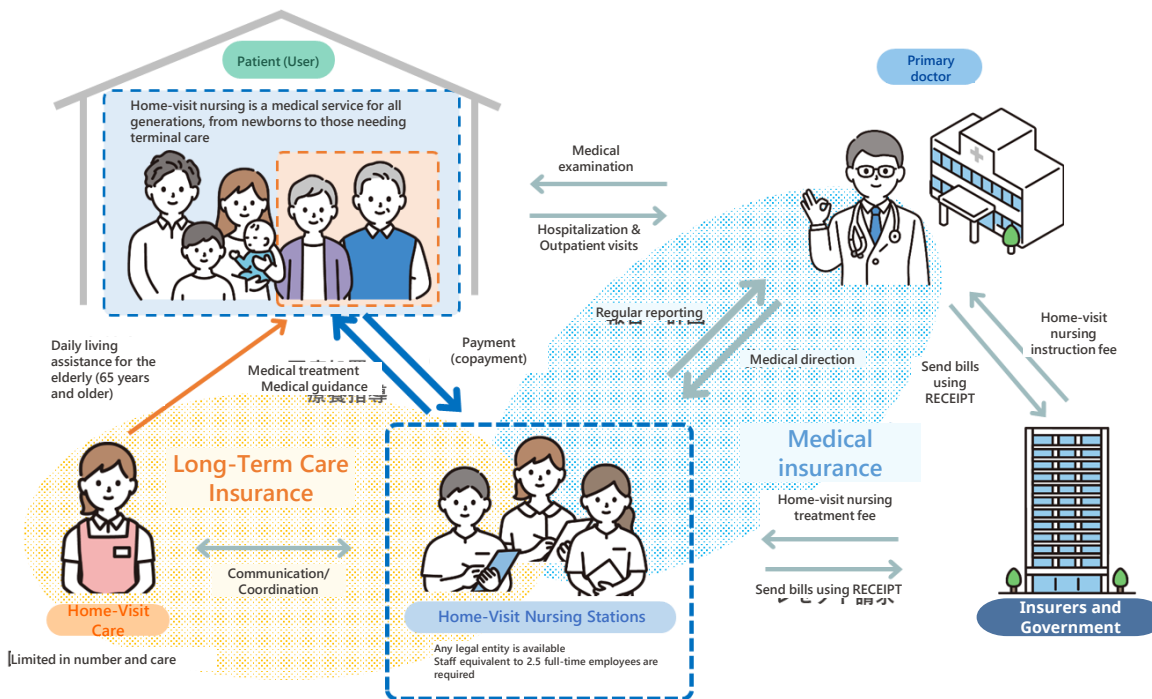 Patient (User)
Home-visit nursing is a medical service for all
generations, from newborns to those needing
terminal care
Primary
doctor
Medical
examination
Hospitalization &
Outpatient visits
Regular reporting
Medical direction
Home-visit
nursing
instruction fee
Send bills
using
RECEIPT
Daily living
assistance for the
elderly (65 years
and older)
Medical treatment
Medical guidance
療養指導
Payment
(copayment)
Long-Term Care
Insurance
Medical
insurance
Home-visit nursing
treatment fee
Send bills using RECEIPT
Communication/
Coordination
Home-Visit
Care
Limited in number and care
Home-Visit Nursing Stations
Any legal entity is available
Staff equivalent to 2.5 full-time employees are
required
Insurers and
Government